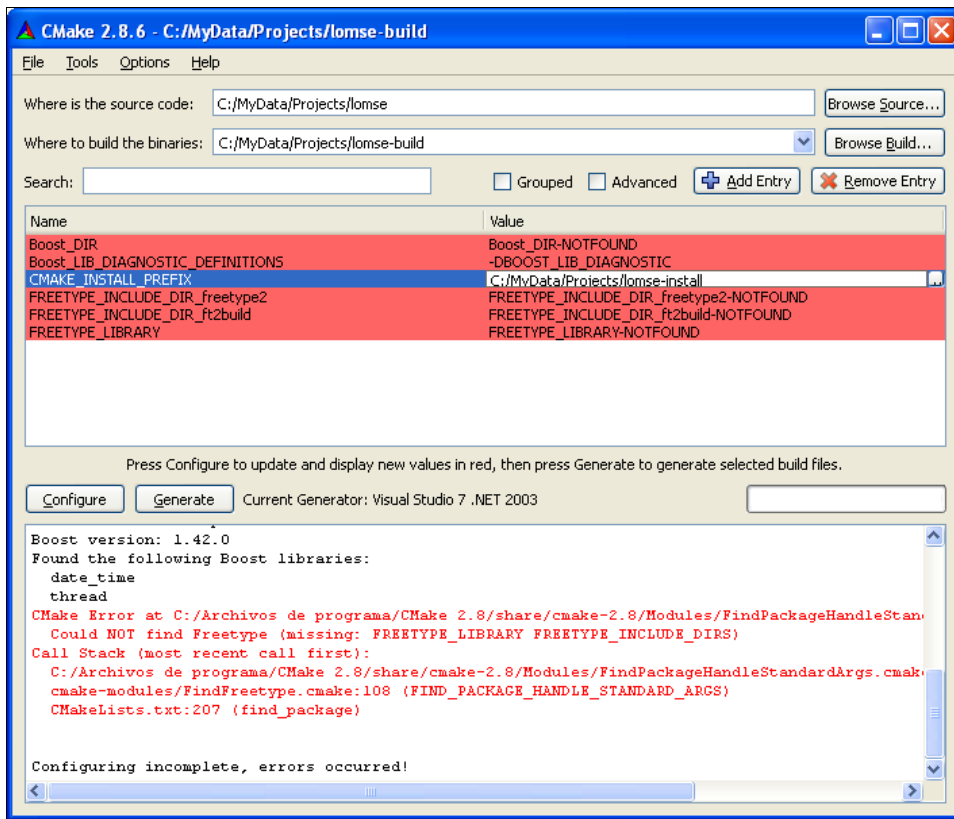 CMake 2.8.6 - C:/MyData/Projects/lomse-build
File Tools Options Help
Where is the source code: C:/MyData/Projects/lomse Browse Source...
Where to build the binaries: C:/MyData/Projects/lomse-build Browse Build...
Search: Grouped Advanced Add Entry Remove Entry
Name Value
Boost_DIR Boost_DIR-NOTFOUND
Boost_LIB_DIAGNOSTIC_DEFINITIONS -DBOOST_LIB_DIAGNOSTIC
CMAKE_INSTALL_PREFIX C:/MyData/Projects/lomse-install ...
FREETYPE_INCLUDE_DIR_freetype2 FREETYPE_INCLUDE_DIR_freetype2-NOTFOUND
FREETYPE_INCLUDE_DIR_ft2build FREETYPE_INCLUDE_DIR_ft2build-NOTFOUND
FREETYPE_LIBRARY FREETYPE_LIBRARY-NOTFOUND
Press Configure to update and display new values in red, then press Generate to generate selected build files.
Configure Generate Current Generator: Visual Studio 7 .NET 2003
Boost version: 1.42.0
Found the following Boost libraries:
date_time
thread
CMake Error at C:/Archivos de programa/CMake 2.8/share/cmake-2.8/Modules/FindPackageHandleStan
Could NOT find Freetype (missing: FREETYPE_LIBRARY FREETYPE_INCLUDE_DIRS)
Call Stack (most recent call first):
C:/Archivos de programa/CMake 2.8/share/cmake-2.8/Modules/FindPackageHandleStandardArgs.cmak
cmake-modules/FindFreetype.cmake:108 (FIND_PACKAGE_HANDLE_STANDARD_ARGS)
CMakeLists.txt:207 (find_package)
Configuring incomplete, errors occurred!